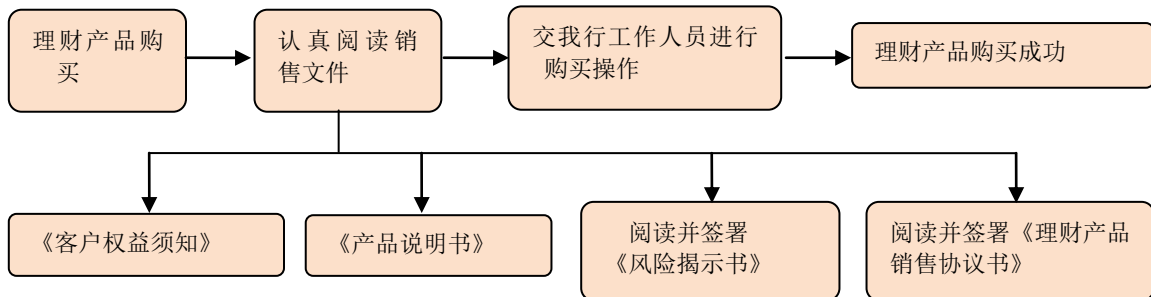 理财产品购
买
认真阅读销
售文件
交我行工作人员进行
购买操作
理财产品购买成功
《客户权益须知》
《产品说明书》
阅读并签署
《风险揭示书》
阅读并签署《理财产品
销售协议书》